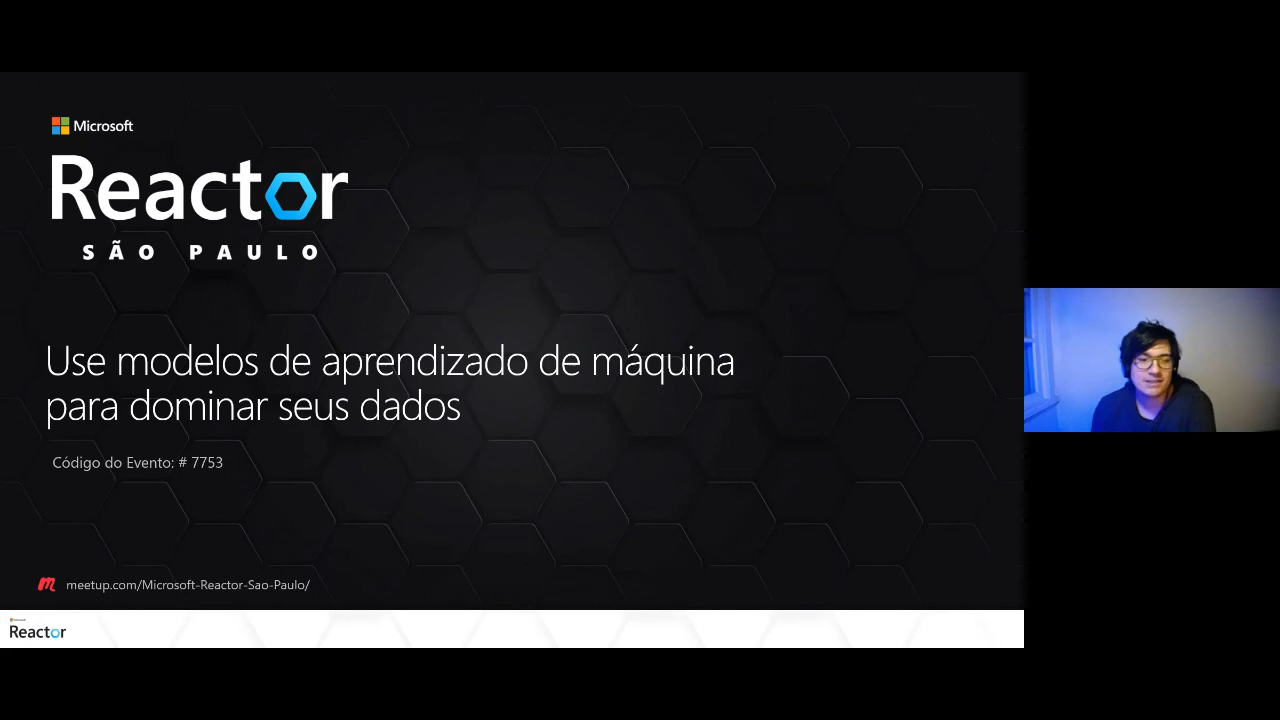 Microsoft
Reactor
SÃO PAULO
Use modelos de aprendizado de máquina
para dominar seus dados
Código do Evento: # 7753
meetup.com/Microsoft-Reactor-Sao-Paulo/
Reactor